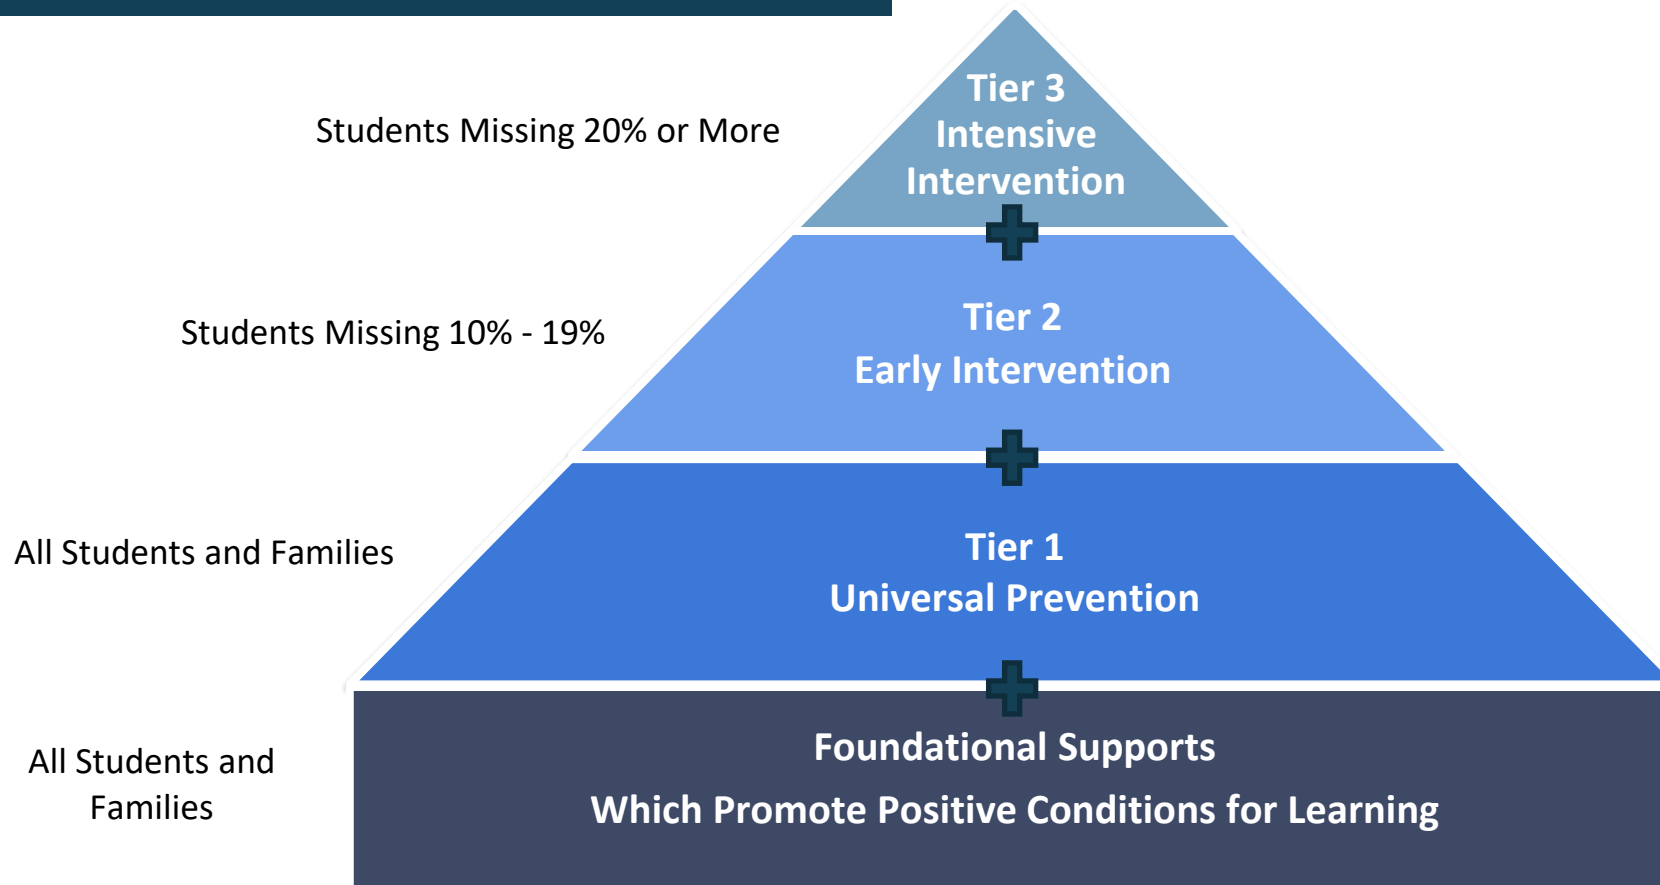 Tier 3
Intensive
Intervention
Students Missing 20% or More
Tier 2
Early Intervention
Students Missing 10% - 19%
Tier 1
Universal Prevention
All Students and Families
Foundational Supports
Which Promote Positive Conditions for Learning
All Students and
Families